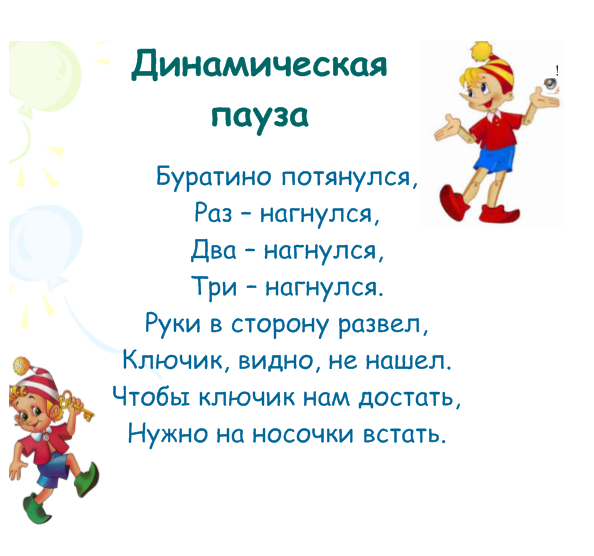 Динамическая
пауза
Буратино потянулся,
Раз – нагнулся,
Два – нагнулся,
Три – нагнулся.
Руки в сторону развел,
Ключик, видно, не нашел.
Чтобы ключик нам достать,
Нужно на носочки встать.